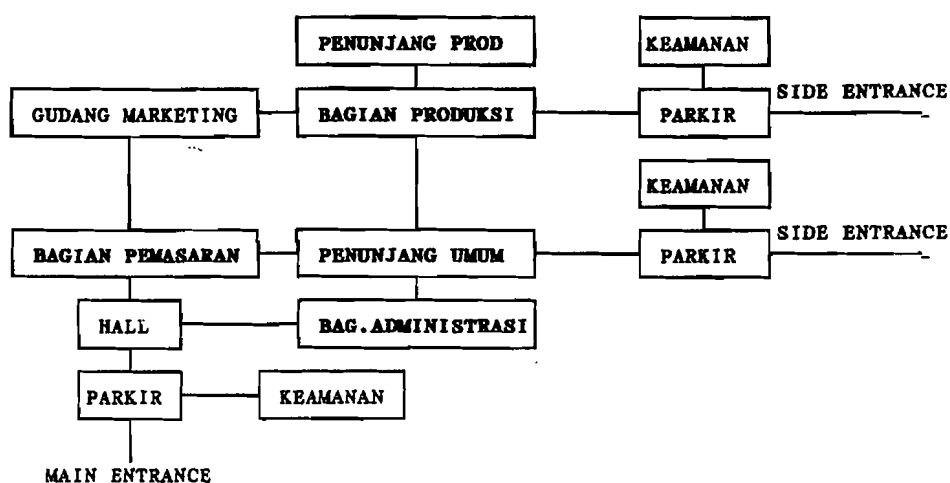 PENUNJANG PROD
KEAMANAN
SIDE ENTRANCE
GUDANG MARKETING
BAGIAN PRODUKSI
PARKIR
KEAMANAN
SIDE ENTRANCE
BAGIAN PEMASARAN
PENUNJANG UMUM
PARKIR
HALL
BAG.ADMINISTRASI
PARKIR
KEAMANAN
MAIN ENTRANCE